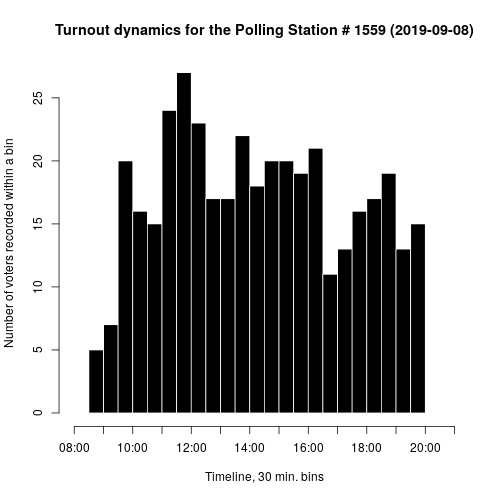 Turnout dynamics for the Polling Station # 1559 (2019-09-08)
Number of voters recorded within a bin
25
20
15
10
5
0
08:00 10:00 12:00 14:00 16:00 18:00 20:00
Timeline, 30 min. bins